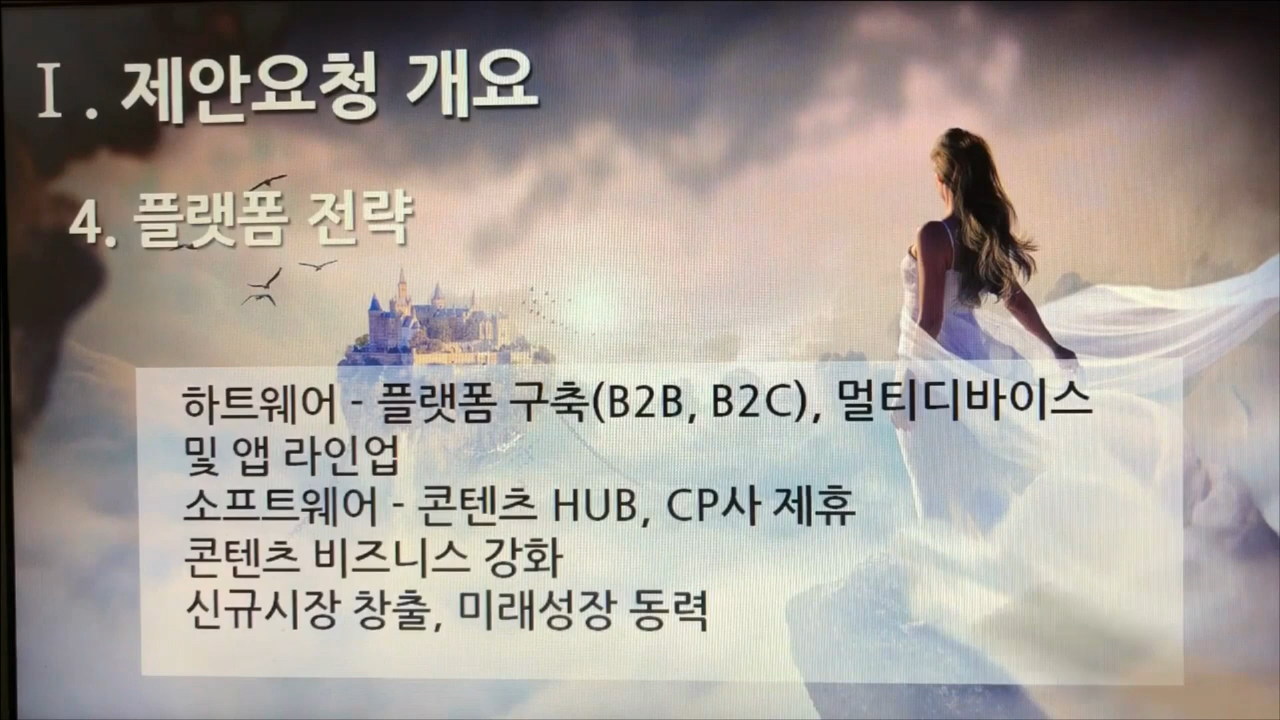 Ⅰ. 제안요청 개요
4. 플랫폼 전략
하트웨어 - 플랫폼 구축(B2B, B2C), 멀티디바이스
및 앱 라인업
소프트웨어 - 콘텐츠 HUB, CP사 제휴
콘텐츠 비즈니스 강화
신규시장 창출, 미래성장 동력